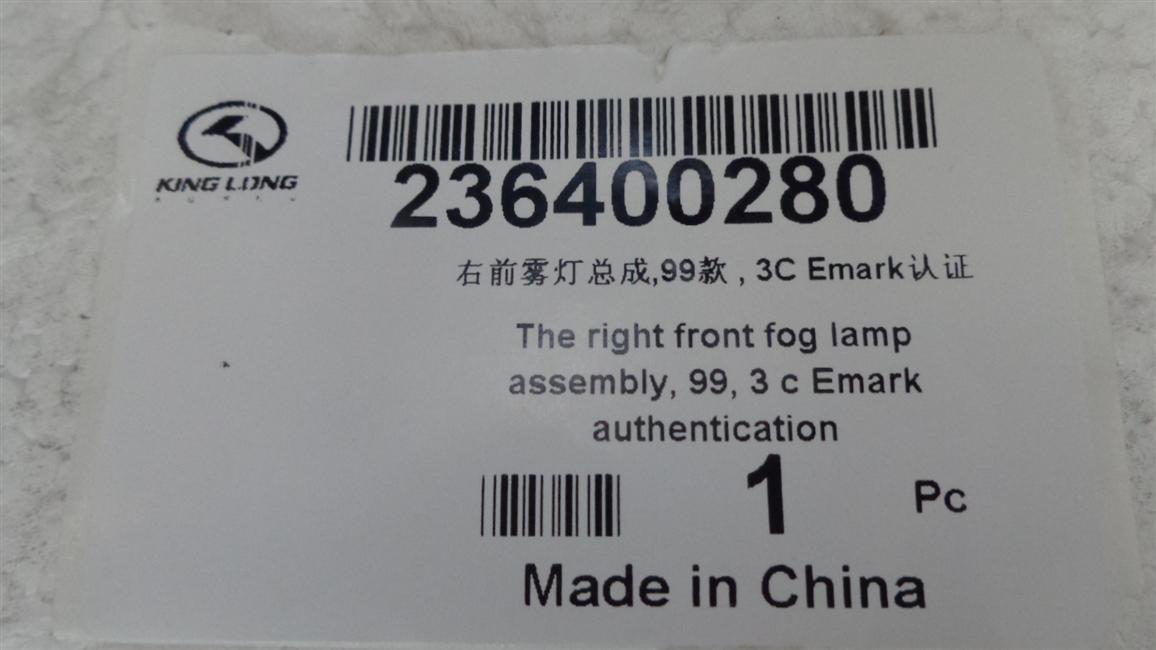 KING LONG
236400280
右前雾灯总成,99款 , 3C Emark认证
The right front fog lamp
assembly, 99, 3 c Emark
authentication
1 Pc
Made in China